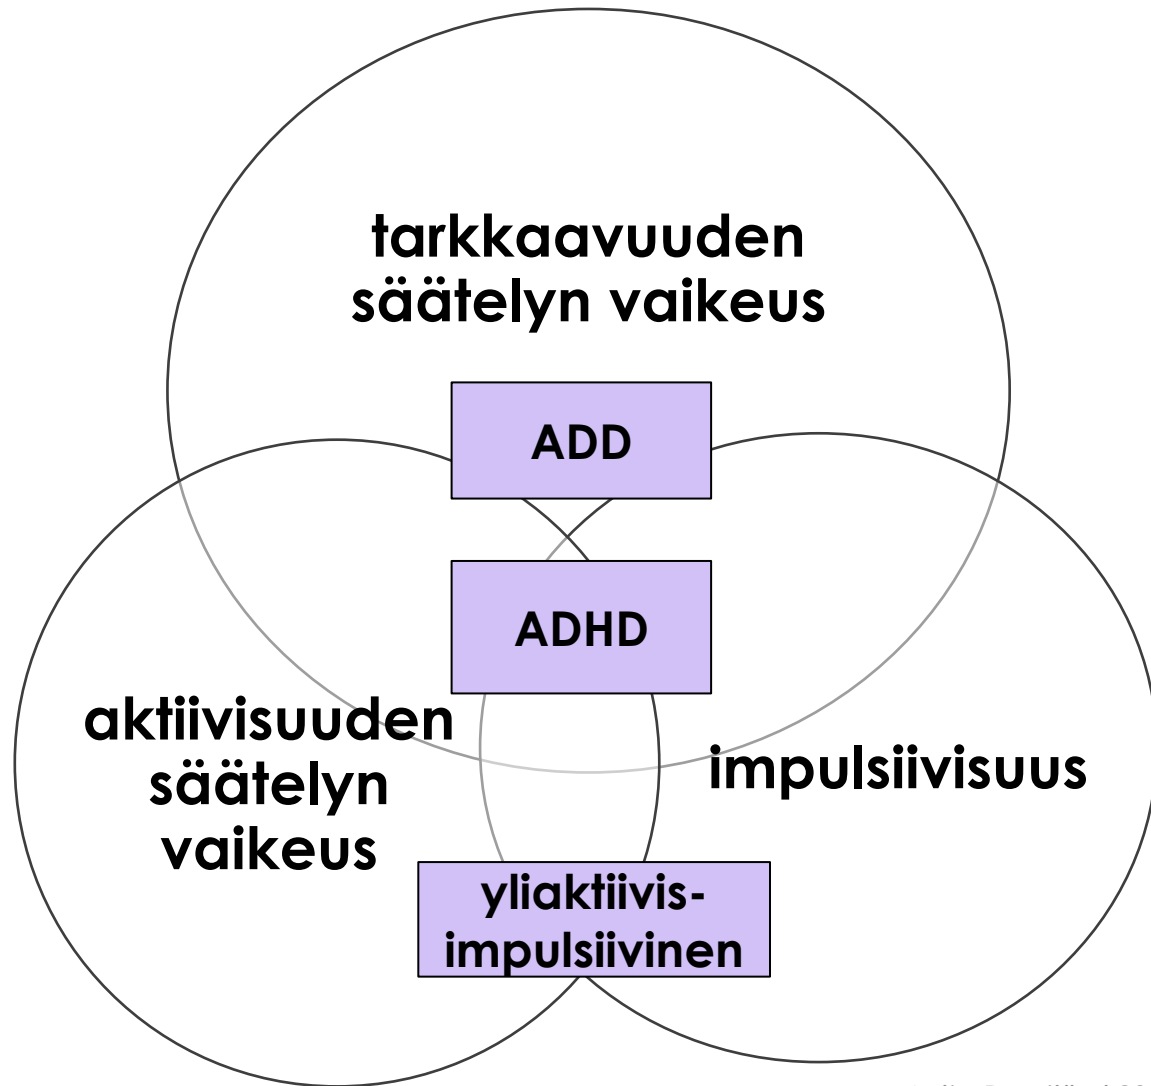 tarkkaavuuden
säätelyn vaikeus
ADD
ADHD
aktiivisuuden
säätelyn
vaikeus
impulsiivisuus
yliaktiivis-
impulsiivinen